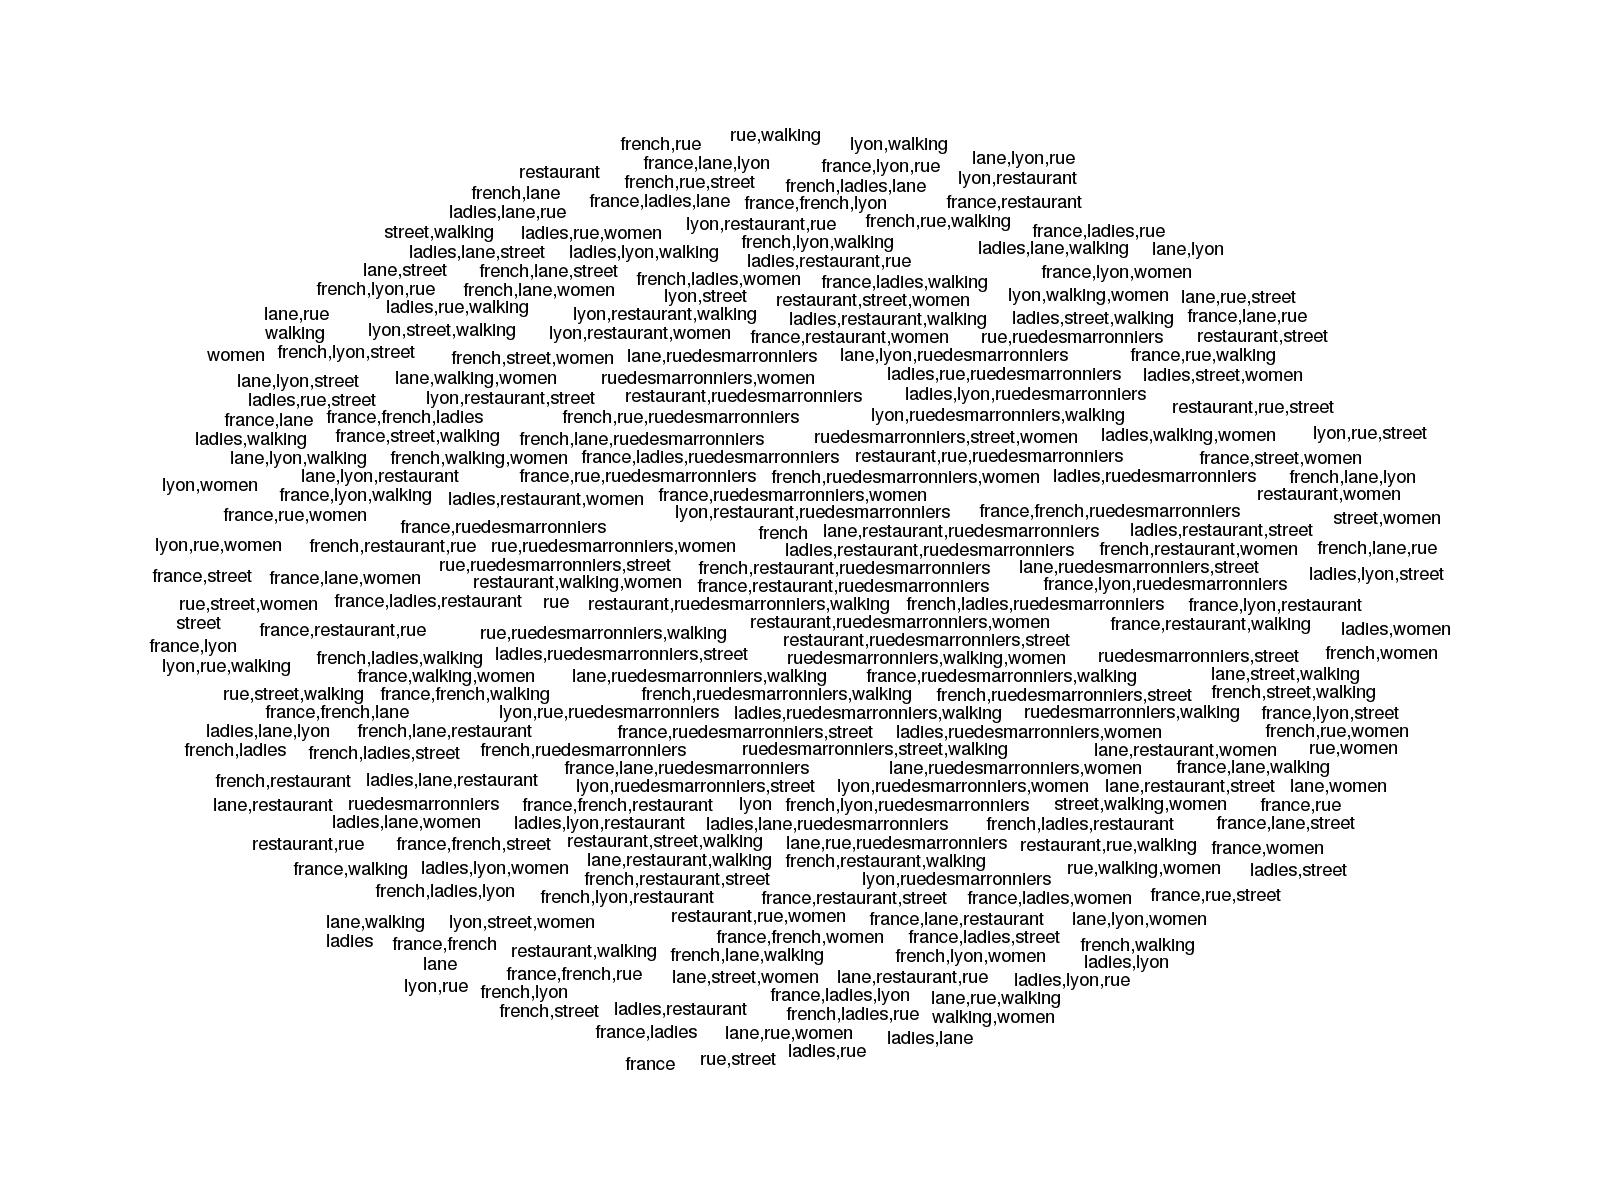 rue,walking
french,rue lyon,walking
france,lane,lyon france,lyon,rue lane,lyon,rue
restaurant french,rue,street french,ladies,lane lyon,restaurant
french,lane france,ladies,lane france,french,lyon france,restaurant
ladies,lane,rue lyon,restaurant,rue french,rue,walking
street,walking ladies,rue,women french,lyon,walking france,ladies,rue
ladies,lane,street ladies,lyon,walking ladies,restaurant,rue ladies,lane,walking lane,lyon
lane,street french,lane,street french,ladies,women france,ladies,walking france,lyon,women
french,lyon,rue french,lane,women lyon,street restaurant,street,women lyon,walking,women lane,rue,street
lane,rue ladies,rue,walking lyon,restaurant,walking ladies,restaurant,walking ladies,street,walking france,lane,rue
walking lyon,street,walking lyon,restaurant,women france,restaurant,women rue,ruedesmarronniers restaurant,street
women french,lyon,street french,street,women lane,ruedesmarronniers lane,lyon,ruedesmarronniers france,rue,walking
lane,lyon,street lane,walking,women ruedesmarronniers,women ladies,rue,ruedesmarronniers ladies,street,women
ladies,rue,street lyon,restaurant,street restaurant,ruedesmarronniers ladies,lyon,ruedesmarronniers restaurant,rue,street
france,lane france,french,ladies french,rue,ruedesmarronniers lyon,ruedesmarronniers,walking
ladies,walking france,street,walking french,lane,ruedesmarronniers ruedesmarronniers,street,women ladies,walking,women lyon,rue,street
lane,lyon,walking french,walking,women france,ladies,ruedesmarronniers restaurant,rue,ruedesmarronniers france,street,women
lyon,women lane,lyon,restaurant france,rue,ruedesmarronniers french,ruedesmarronniers,women ladies,ruedesmarronniers french,lane,lyon
france,lyon,walking ladies,restaurant,women france,ruedesmarronniers,women restaurant,women
france,rue,women lyon,restaurant,ruedesmarronniers france,french,ruedesmarronniers street,women
france,ruedesmarronniers french lane,restaurant,ruedesmarronniers ladies,restaurant,street
lyon,rue,women french,restaurant,rue rue,ruedesmarronniers,women ladies,restaurant,ruedesmarronniers french,restaurant,women french,lane,rue
rue,ruedesmarronniers,street french,restaurant,ruedesmarronniers lane,ruedesmarronniers,street
france,street france,lane,women restaurant,walking,women france,restaurant,ruedesmarronniers france,lyon,ruedesmarronniers ladies,lyon,street
rue,street,women france,ladies,restaurant rue restaurant,ruedesmarronniers,walking french,ladies,ruedesmarronniers france,lyon,restaurant
street france,restaurant,rue rue,ruedesmarronniers,walking restaurant,ruedesmarronniers,women france,restaurant,walking ladies,women
france,lyon restaurant,ruedesmarronniers,street
lyon,rue,walking french,ladies,walking ladies,ruedesmarronniers,street ruedesmarronniers,walking,women ruedesmarronniers,street french,women
france,walking,women lane,ruedesmarronniers,walking france,ruedesmarronniers,walking lane,street,walking
rue,street,walking france,french,walking french,ruedesmarronniers,walking french,ruedesmarronniers,street french,street,walking
france,french,lane lyon,rue,ruedesmarronniers ladies,ruedesmarronniers,walking ruedesmarronniers,walking france,lyon,street
ladies,lane,lyon french,lane,restaurant france,ruedesmarronniers,street ladies,ruedesmarronniers,women french,rue,women
french,ladies french,ladies,street french,ruedesmarronniers ruedesmarronniers,street,walking lane,restaurant,women rue,women
france,lane,ruedesmarronniers lane,ruedesmarronniers,women france,lane,walking
french,restaurant ladies,lane,restaurant lyon,ruedesmarronniers,street lyon,ruedesmarronniers,women lane,restaurant,street lane,women
lane,restaurant ruedesmarronniers france,french,restaurant lyon french,lyon,ruedesmarronniers street,walking,women france,rue
ladies,lane,women ladies,lyon,restaurant ladies,lane,ruedesmarronniers french,ladies,restaurant france,lane,street
restaurant,rue france,french,street restaurant,street,walking lane,rue,ruedesmarronniers restaurant,rue,walking france,women
france,walking ladies,lyon,women lane,restaurant,walking french,restaurant,walking rue,walking,women ladies,street
french,ladies,lyon french,restaurant,street lyon,ruedesmarronniers
french,lyon,restaurant france,restaurant,street france,ladies,women france,rue,street
lane,walking lyon,street,women restaurant,rue,women france,lane,restaurant lane,lyon,women
ladies france,french restaurant,walking france,french,women france,ladies,street french,walking
lane french,lane,walking french,lyon,women ladies,lyon
lyon,rue france,french,rue lane,street,women lane,restaurant,rue ladies,lyon,rue
french,lyon france,ladies,lyon lane,rue,walking
french,street ladies,restaurant french,ladies,rue walking,women
france,ladies lane,rue,women ladies,lane
france rue,street ladies,rue